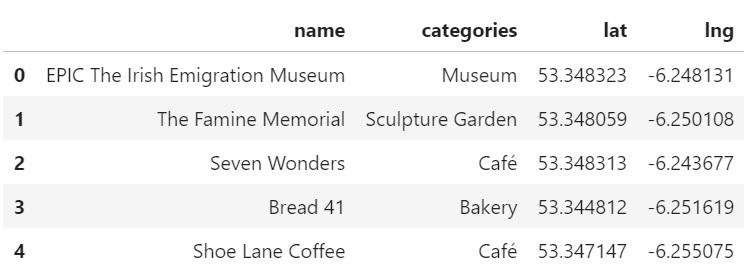 name categories lat lng
0 EPIC The Irish Emigration Museum Museum 53.348323 -6.248131
1 The Famine Memorial Sculpture Garden 53.348059 -6.250108
2 Seven Wonders Café 53.348313 -6.243677
3 Bread 41 Bakery 53.344812 -6.251619
4 Shoe Lane Coffee Café 53.347147 -6.255075